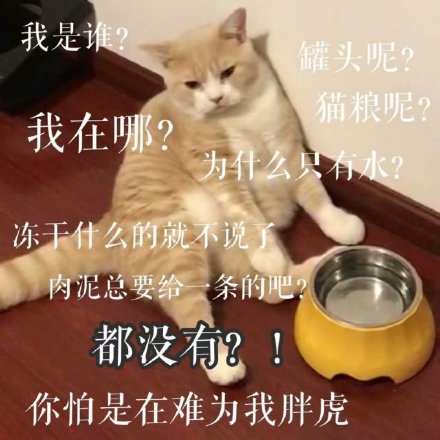 我是谁?
罐头呢?
猫粮呢?
我在哪?
为什么只有水?
冻干什么的就不说了
肉泥总要给一条的吧?
都没有?!
你怕是在难为我胖虎